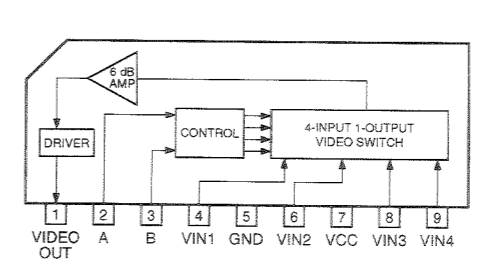 6 dB
AMP
DRIVER
CONTROL
4-INPUT 1-OUTPUT
VIDEO SWITCH
1 2 3 4 5 6 7 8 9
VIDEO OUT A B VIN1 GND VIN2 VCC VIN3 VIN4